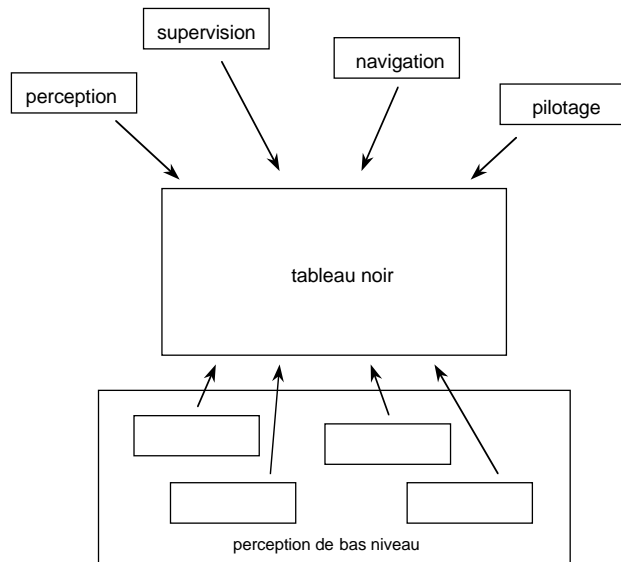 supervision
navigation
perception
pilotage
tableau noir
perception de bas niveau